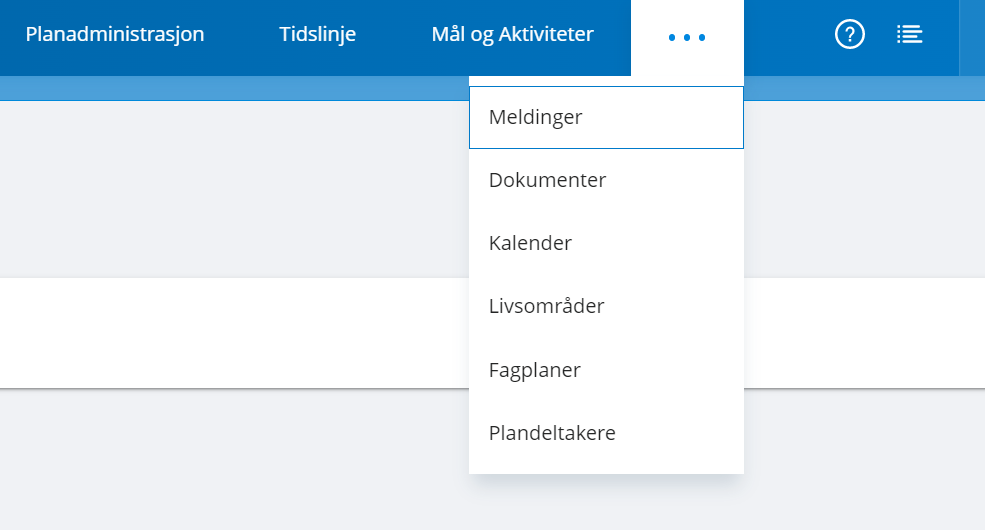 Planadministrasjon Tidslinje Mål og Aktiviteter
Meldinger
Dokumenter
Kalender
Livsområder
Fagplaner
Plandeltakere